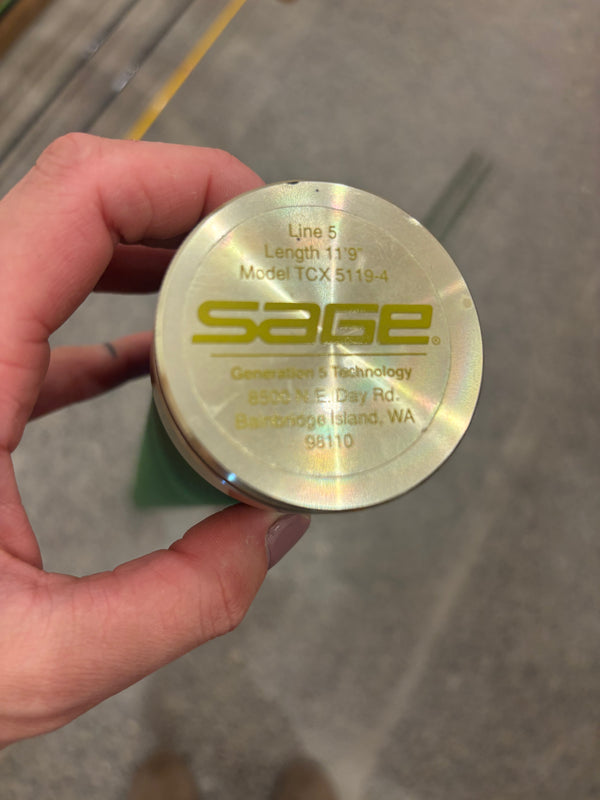 Line 5
Length 11'9"
Model TCX 5119-4
SAGE®
Generation 5 Technology
8500 N.E. Day Rd.
Bainbridge Island, WA
98110